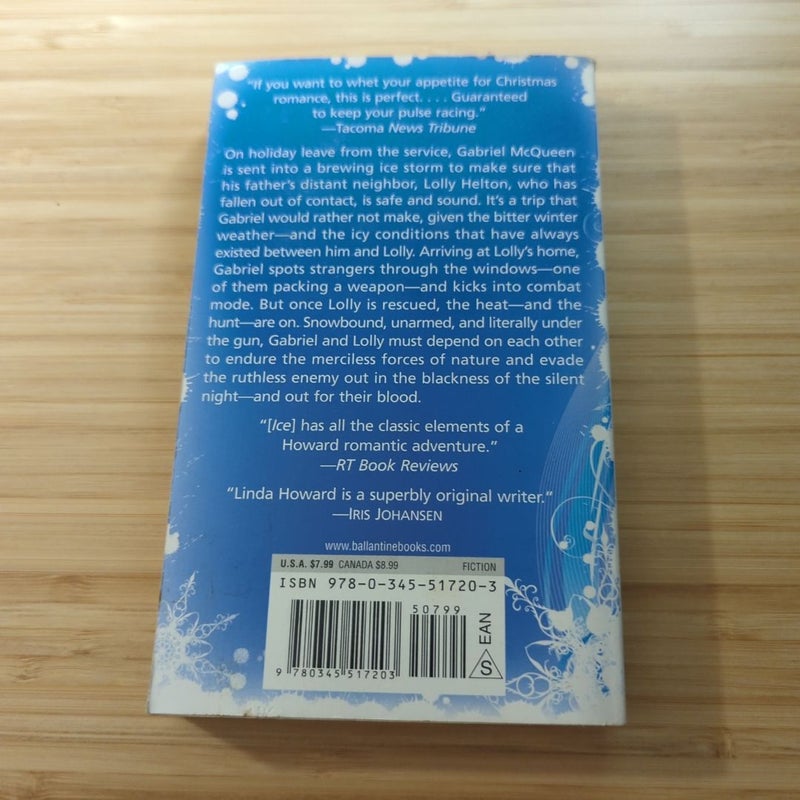 "If you want to whet your appetite for Christmas
romance, this is perfect. . . . Guaranteed
to keep your pulse racing."
—Tacoma News Tribune
On holiday leave from the service, Gabriel McQueen
is sent into a brewing ice storm to make sure that
his father's distant neighbor, Lolly Helton, who has
fallen out of contact, is safe and sound. It's a trip that
Gabriel would rather not make, given the bitter winter
weather—and the icy conditions that have always
existed between him and Lolly. Arriving at Lolly's home,
Gabriel spots strangers through the windows—one
of them packing a weapon—and kicks into combat
mode. But once Lolly is rescued, the heat—and the
hunt—are on. Snowbound, unarmed, and literally under
the gun, Gabriel and Lolly must depend on each other
to endure the merciless forces of nature and evade
the ruthless enemy out in the blackness of the silent
night—and out for their blood.
"[Ice] has all the classic elements of a
Howard romantic adventure."
—RT Book Reviews
"Linda Howard is a superbly original writer."
—IRIS JOHANSEN
www.ballantinebooks.com
U.S.A. $7.99 CANADA $8.99 FICTION
ISBN 978-0-345-51720-3
50799
9 780345 517203
S EAN